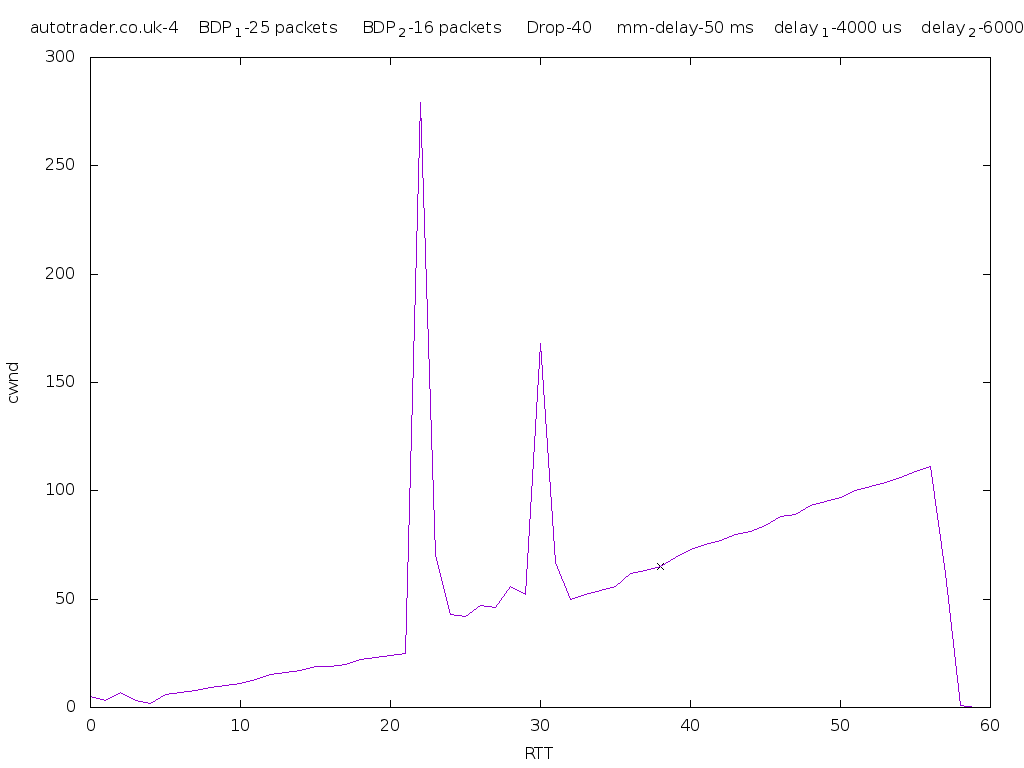 autotrader.co.uk-4 BDP1-25 packets BDP2-16 packets Drop-40 mm-delay-50 ms delay1-4000 us delay2-6000
300
250
200
150
100
50
0
cwnd
0 10 20 30 40 50 60
RTT